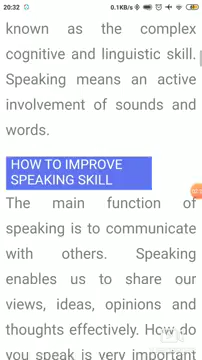 20:32
0.1KB/s
known as the complex
cognitive and linguistic skill.
Speaking means an active
involvement of sounds and
words.
HOW TO IMPROVE
SPEAKING SKILL
The main function of
speaking is to communicate
with others. Speaking
enables us to share our
views, ideas, opinions and
thoughts effectively. How do
you speak is very important